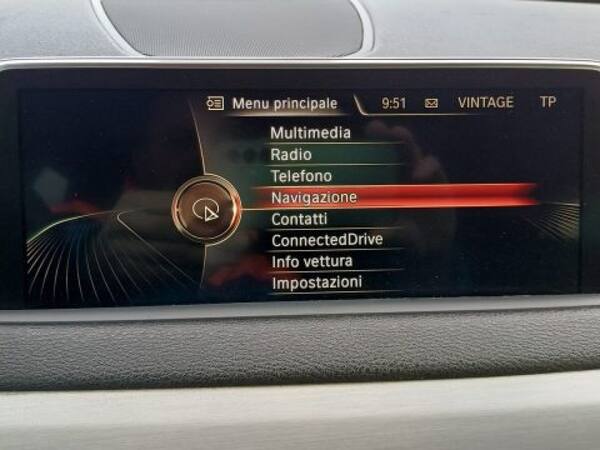 Menu principale 9:51 VINTAGE TP
Multimedia
Radio
Telefono
Navigazione
Contatti
ConnectedDrive
Info vettura
Impostazioni